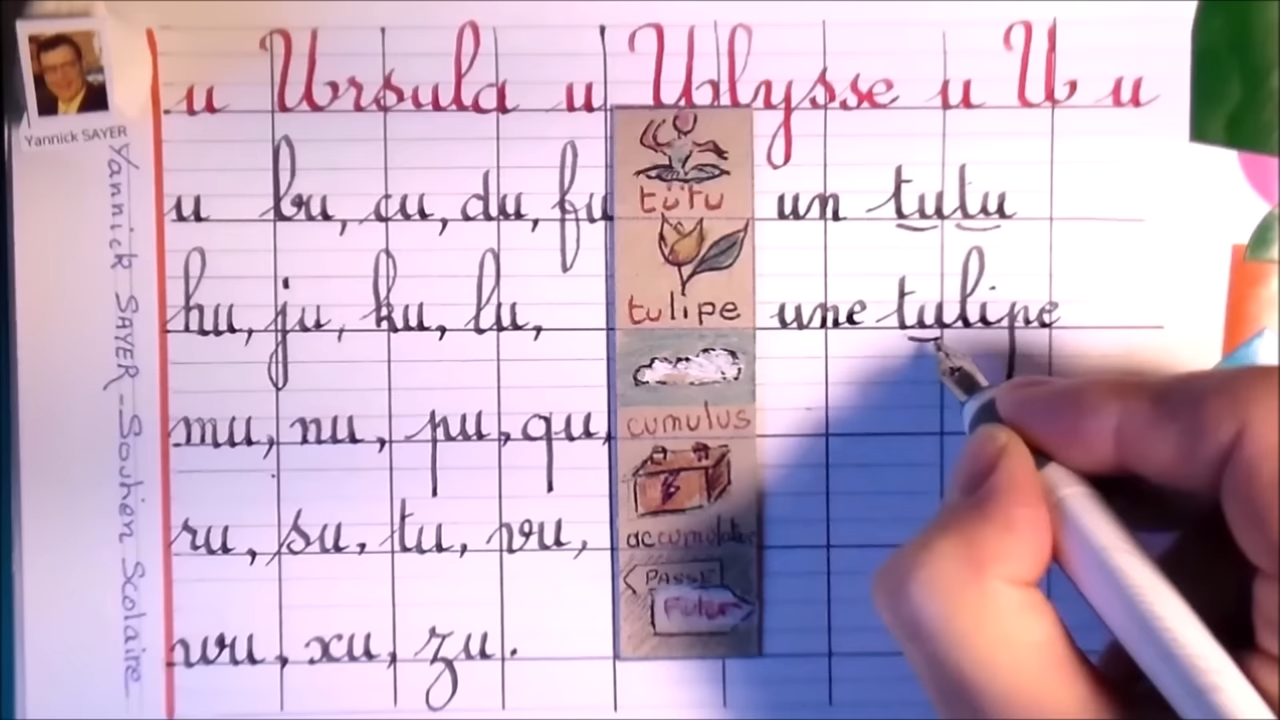 u Ursula u Ulysse u U u
Yannick SAYER
Yannick SAYER - Soutien Scolaire
u bu, cu, du, fu
hu, ju, ku, lu,
mu, nu, pu, qu,
ru, su, tu, vu,
wu, xu, zu.
tutu
tulipe
cumulus
PASSÉ
Futur
un tutu
une tulipe